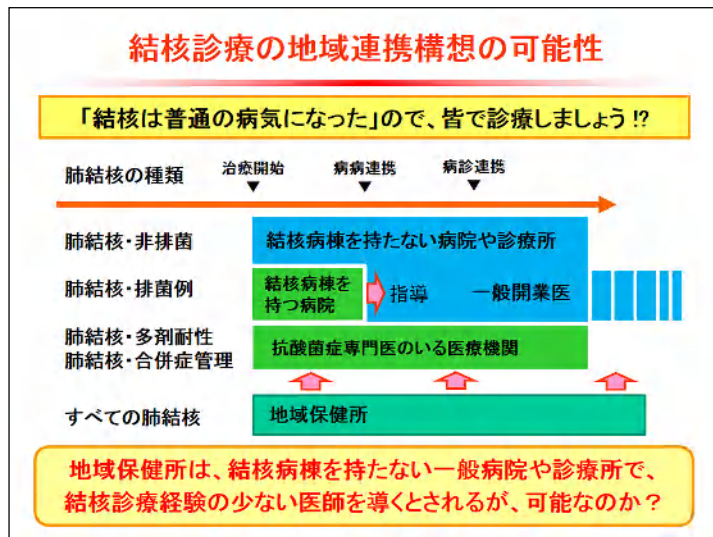 結核診療の地域連携構想の可能性
「結核は普通の病気になった」ので、皆で診療しましょう!?
肺結核の種類 治療開始 病病連携 病診連携
肺結核・非排菌 結核病棟を持たない病院や診療所
肺結核・排菌例 結核病棟を
持つ病院 指導 一般開業医
肺結核・多剤耐性
肺結核・合併症管理 抗酸菌症専門医のいる医療機関
すべての肺結核 地域保健所
地域保健所は、結核病棟を持たない一般病院や診療所で、
結核診療経験の少ない医師を導くとされるが、可能なのか？